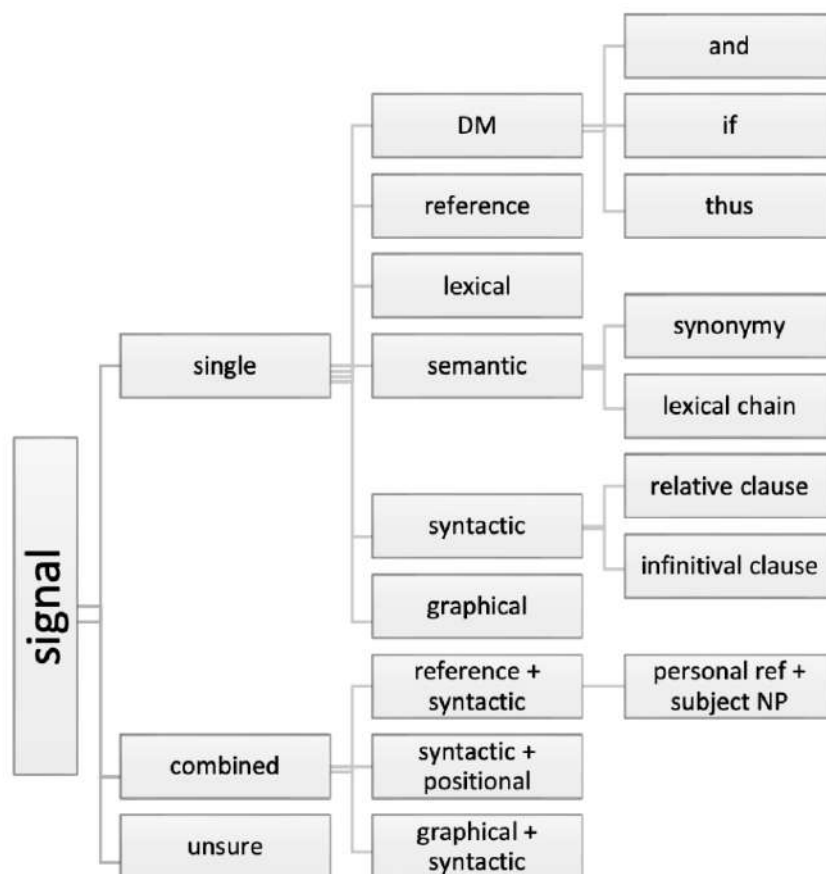 signal
single
DM
and
if
thus
reference
lexical
semantic
synonymy
lexical chain
syntactic
relative clause
infinitival clause
graphical
combined
reference +
syntactic
personal ref +
subject NP
syntactic +
positional
graphical +
syntactic
unsure